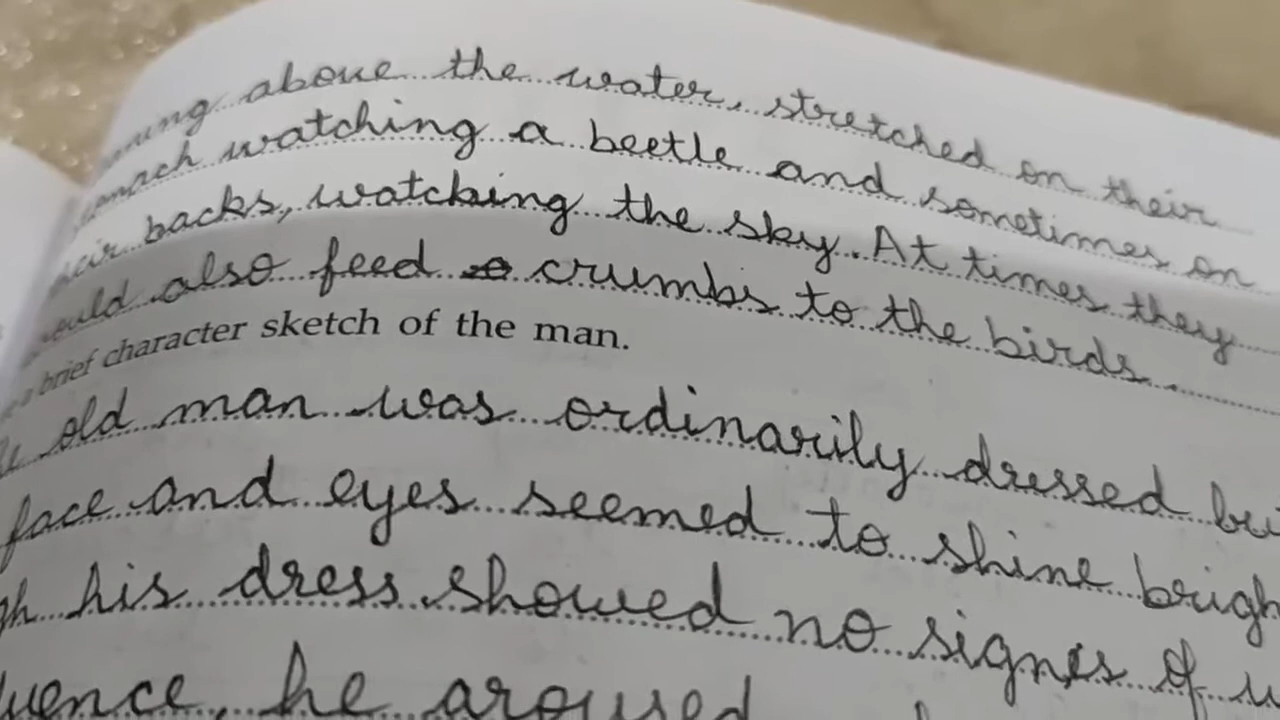 above the water, stretched on their
watching a beetle and sometimes on
backs, watching the sky. At times they
also feed crumbs to the birds.
a brief character sketch of the man.
old man was ordinarily dressed
face and eyes seemed to shine
his dress showed no signes of
he aroused